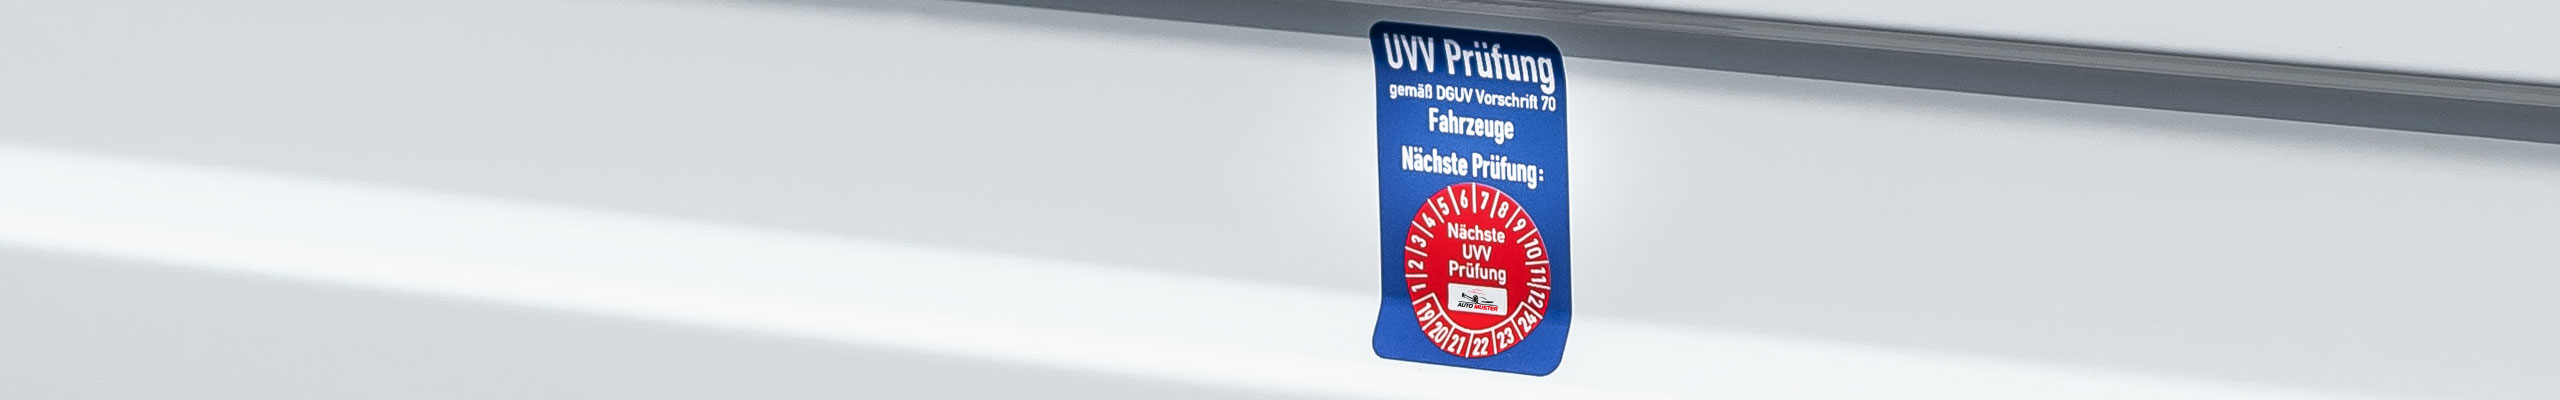 UVV Prüfung
gemäß DGUV Vorschrift 70
Fahrzeuge
Nächste Prüfung:
1 2 3 4 5 6 7 8 9 10 11 12
Nächste
UVV
Prüfung
AUTO MUSTER
19 20 21 22 23 24